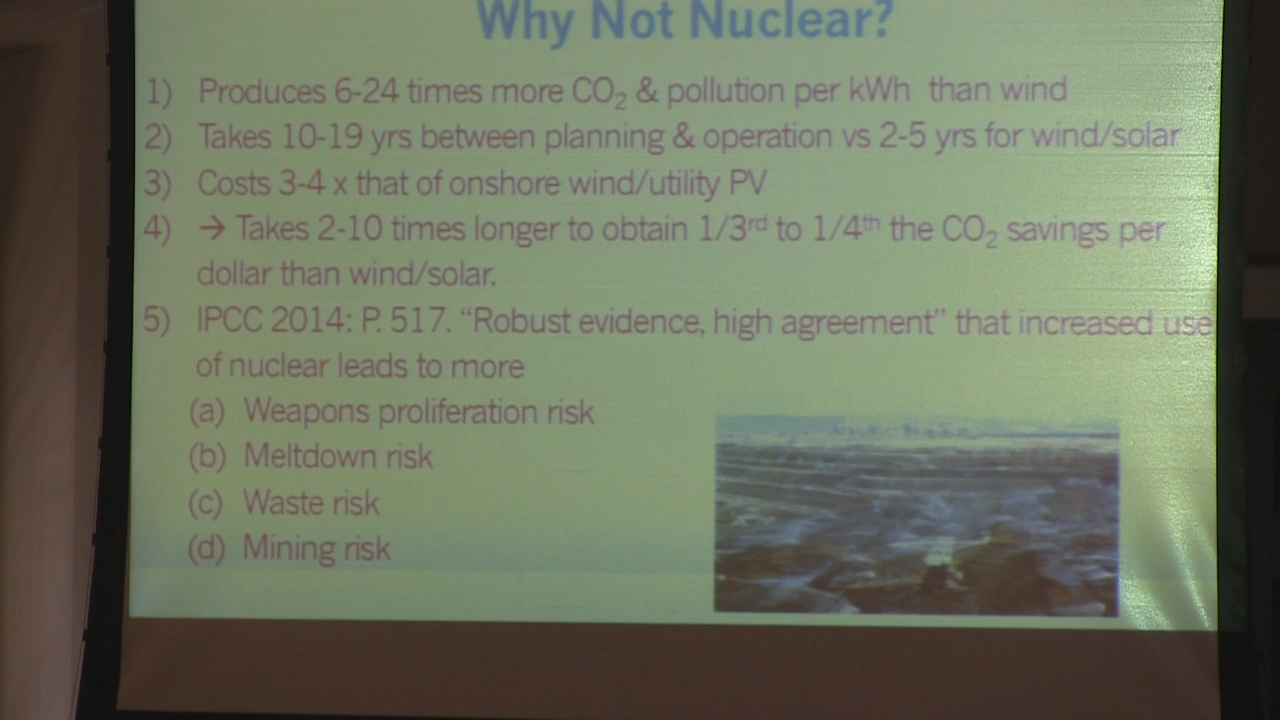 Why Not Nuclear?
1) Produces 6-24 times more CO₂ & pollution per kWh than wind
2) Takes 10-19 yrs between planning & operation vs 2-5 yrs for wind/solar
3) Costs 3-4 x that of onshore wind/utility PV
4) → Takes 2-10 times longer to obtain 1/3rd to 1/4th the CO₂ savings per
dollar than wind/solar.
5) IPCC 2014: P. 517. “Robust evidence, high agreement” that increased use
of nuclear leads to more
(a) Weapons proliferation risk
(b) Meltdown risk
(c) Waste risk
(d) Mining risk